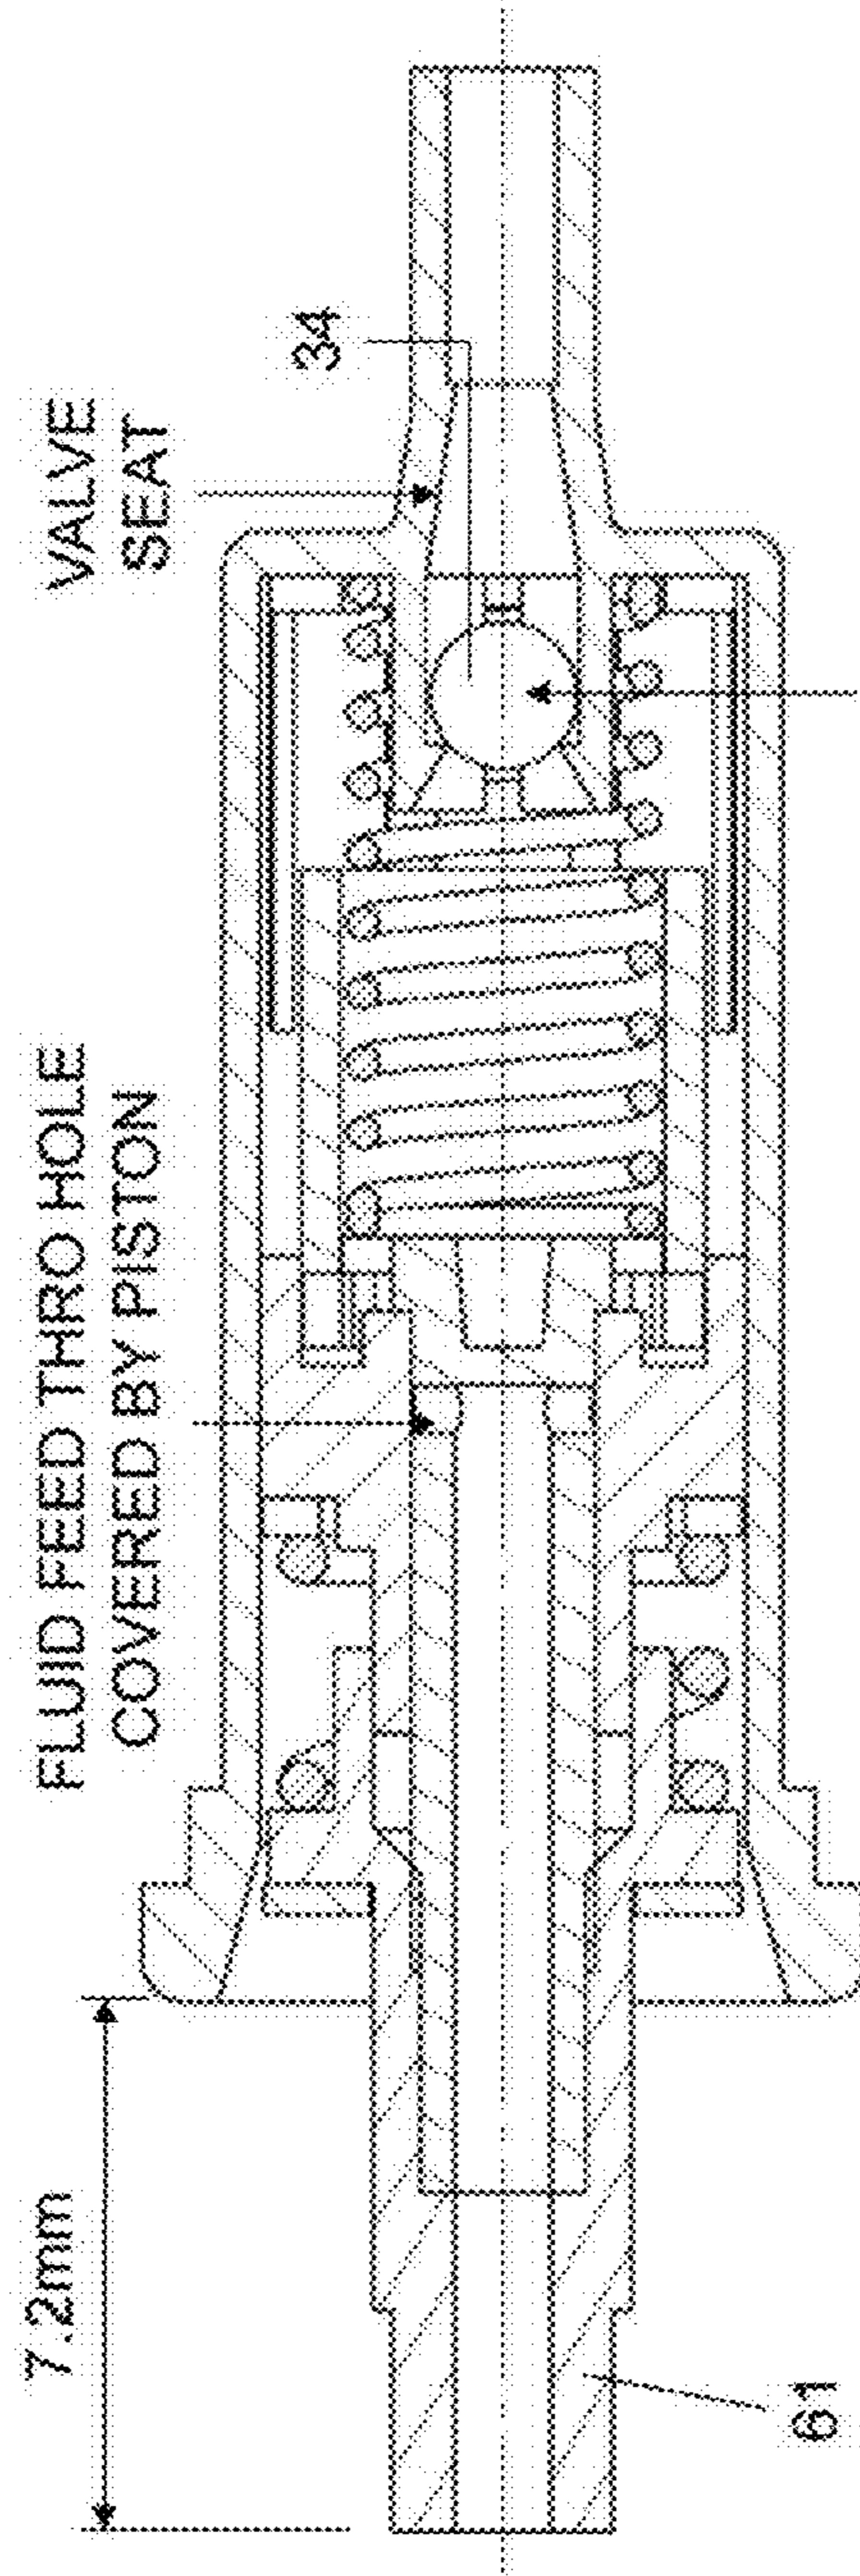 VALVE
SEAT
34
FLUID FEED THRO HOLE
COVERED BY PISTON
7.2mm
61